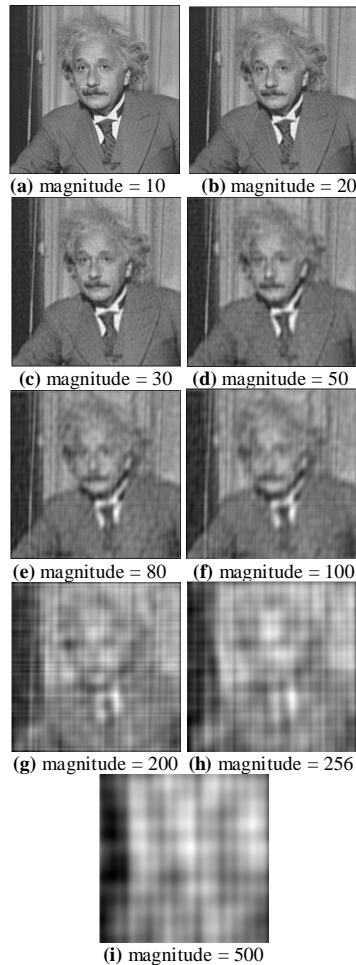 (a) magnitude = 10
(b) magnitude = 20
(c) magnitude = 30
(d) magnitude = 50
(e) magnitude = 80
(f) magnitude = 100
(g) magnitude = 200
(h) magnitude = 256
(i) magnitude = 500